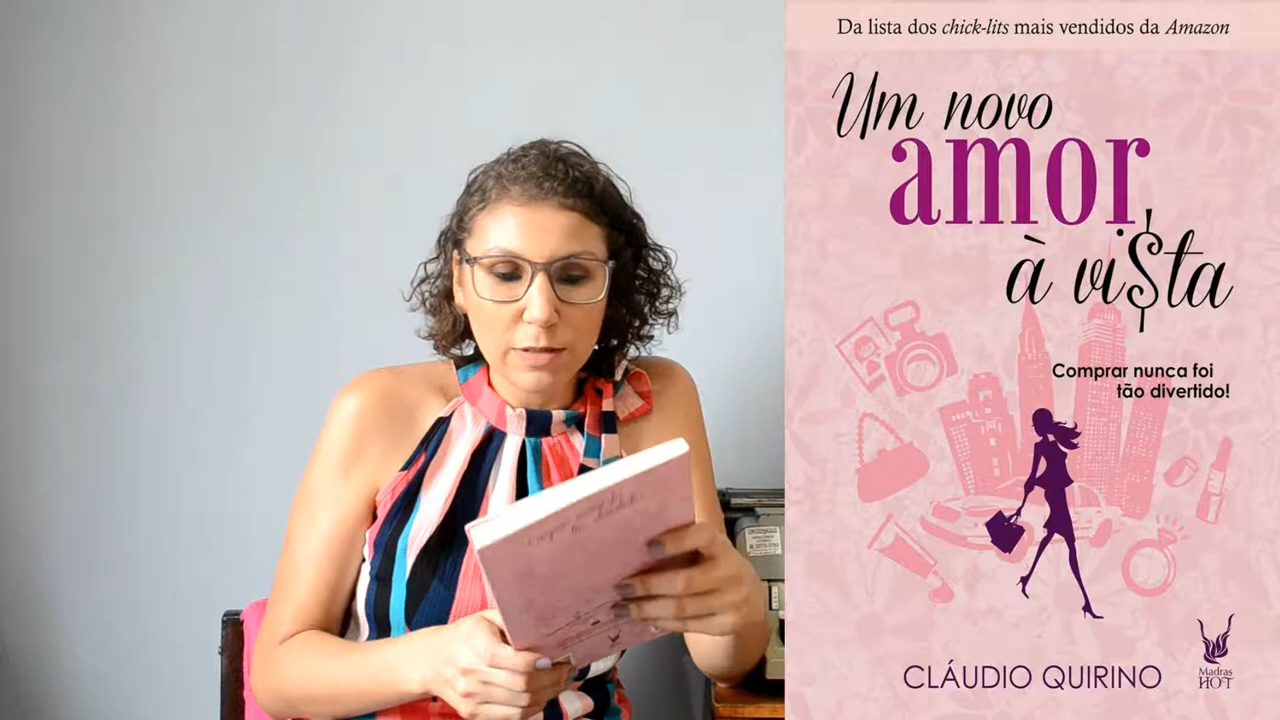 Da lista dos chick-lits mais vendidos da Amazon
Um novo
amor
à vi$ta
Comprar nunca foi
tão divertido!
CLÁUDIO QUIRINO
Madras
HOT